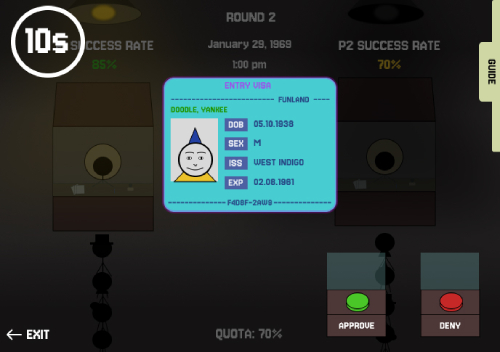 10s
ROUND 2
SUCCESS RATE
85%
January 29, 1969
1:00 pm
P2 SUCCESS RATE
70%
GUIDE
ENTRY VISA
FUNLAND
DOODLE, YANKEE
DOB 05.10.1938
SEX M
ISS WEST INDIGO
EXP 02.08.1961
F4D8F-2AWS
APPROVE
DENY
EXIT
QUOTA: 70%